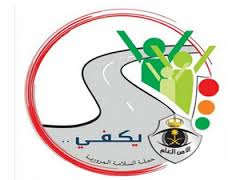 يكفي ..
الأمن العام
حملة السلامة المرورية